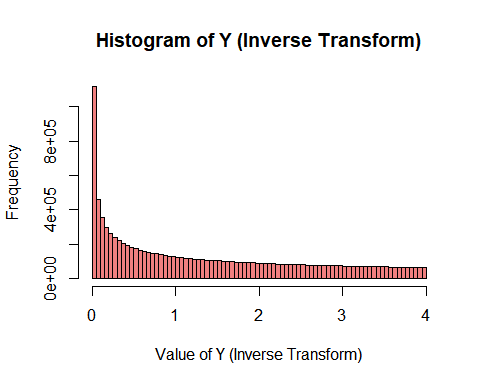 Histogram of Y (Inverse Transform)
Frequency
8e+05
4e+05
0e+00
0 1 2 3 4
Value of Y (Inverse Transform)